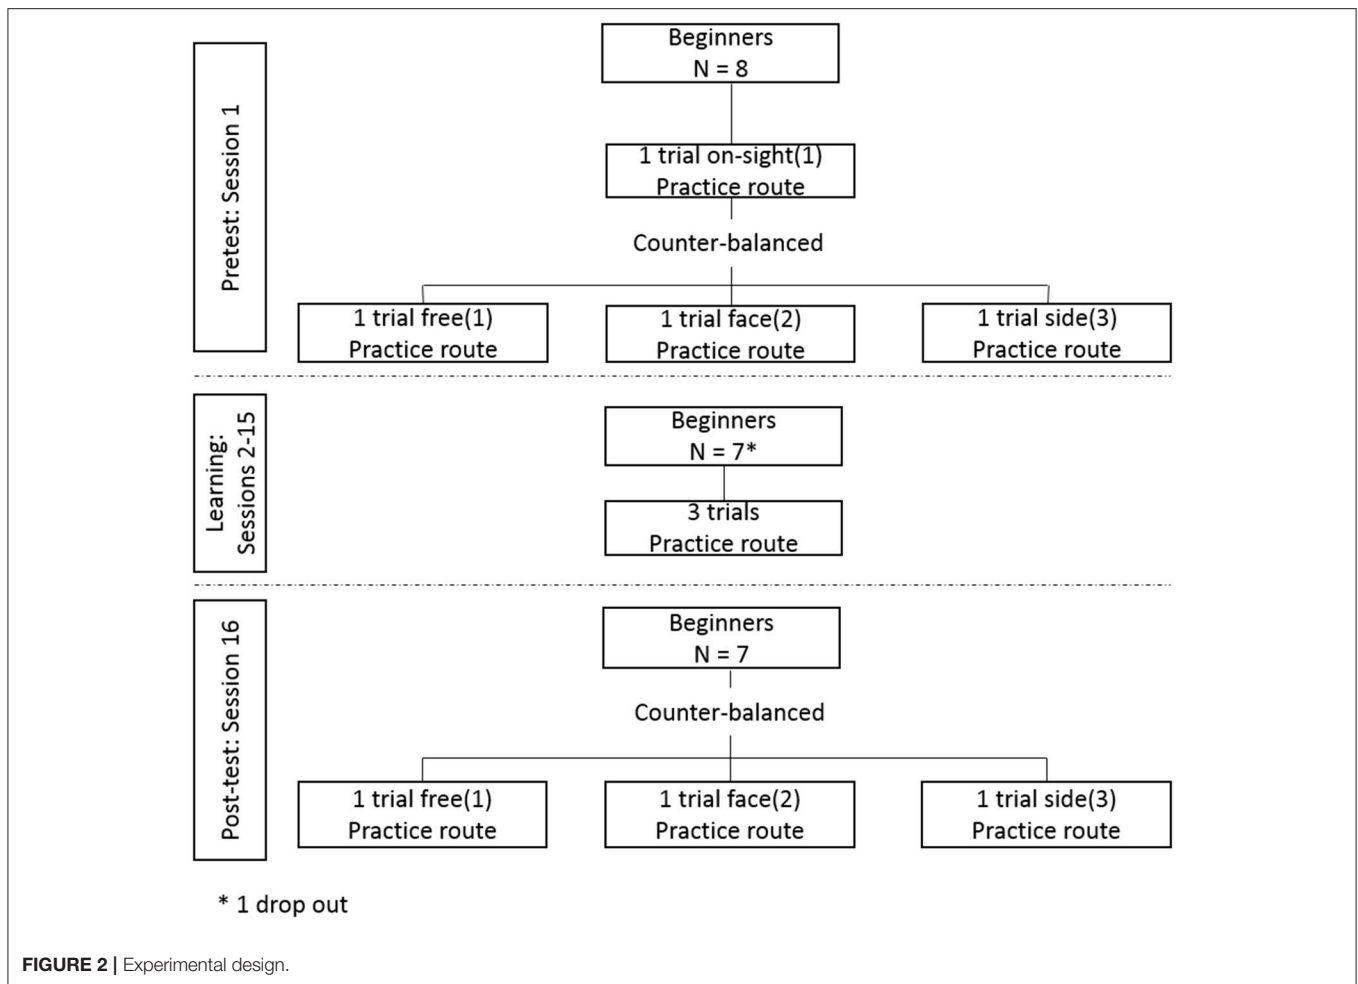 Pretest: Session 1
Beginners
N = 8
1 trial on-sight(1)
Practice route
Counter-balanced
1 trial free(1)
Practice route
1 trial face(2)
Practice route
1 trial side(3)
Practice route
Learning:
Sessions 2-15
Beginners
N = 7*
3 trials
Practice route
Post-test: Session 16
Beginners
N = 7
Counter-balanced
1 trial free(1)
Practice route
1 trial face(2)
Practice route
1 trial side(3)
Practice route
* 1 drop out
FIGURE 2 | Experimental design.